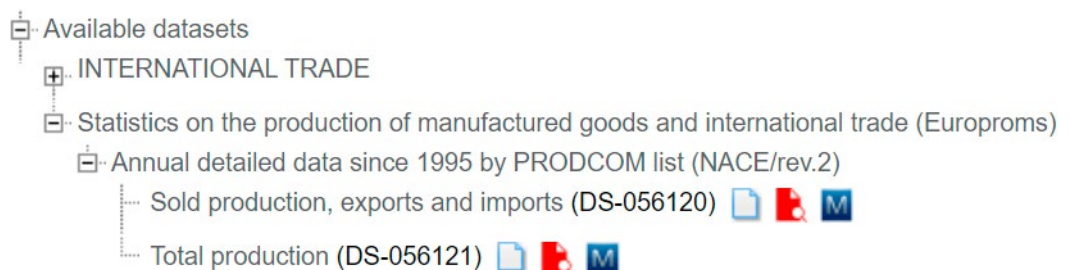 Available datasets
INTERNATIONAL TRADE
Statistics on the production of manufactured goods and international trade (Europroms)
Annual detailed data since 1995 by PRODCOM list (NACE/rev.2)
Sold production, exports and imports (DS-056120) M
Total production (DS-056121) M